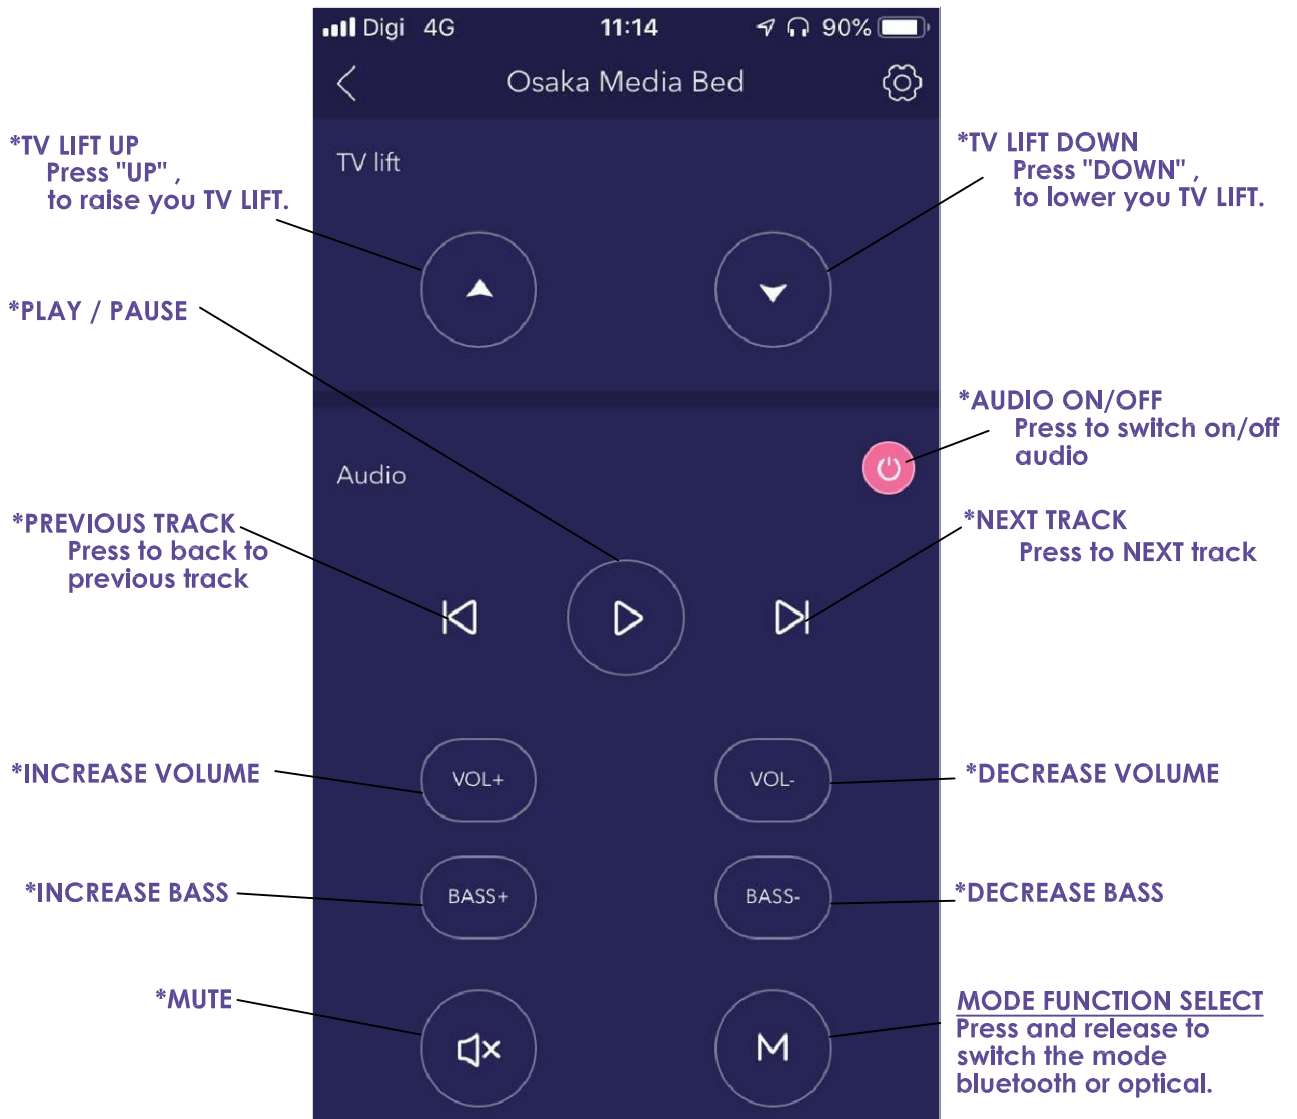 Digi 4G 11:14 90%
Osaka Media Bed
*TV LIFT UP
Press "UP" ,
to raise you TV LIFT.
TV lift
*TV LIFT DOWN
Press "DOWN" ,
to lower you TV LIFT.
*PLAY / PAUSE
*AUDIO ON/OFF
Press to switch on/off
audio
Audio
*PREVIOUS TRACK
Press to back to
previous track
*NEXT TRACK
Press to NEXT track
*INCREASE VOLUME
VOL+
VOL-
*DECREASE VOLUME
*INCREASE BASS
BASS+
BASS-
*DECREASE BASS
*MUTE
M
MODE FUNCTION SELECT
Press and release to
switch the mode
bluetooth or optical.